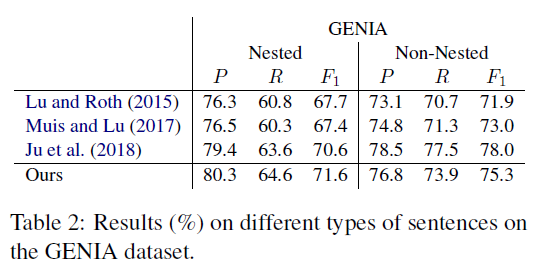 GENIA
Nested Non-Nested
P R F1 P R F1
Lu and Roth (2015) 76.3 60.8 67.7 73.1 70.7 71.9
Muis and Lu (2017) 76.5 60.3 67.4 74.8 71.3 73.0
Ju et al. (2018) 79.4 63.6 70.6 78.5 77.5 78.0
Ours 80.3 64.6 71.6 76.8 73.9 75.3
Table 2: Results (%) on different types of sentences on
the GENIA dataset.